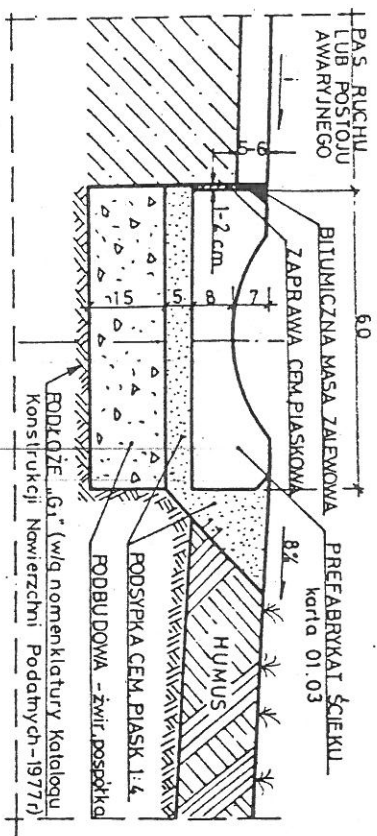 PAS RUCHU
LUB POSTOJU
AWARYJNEGO
60
BITUMICZNA MASA ZALEWOWA
ZAPRAWA CEM. PIASKOWA
PREFABRYKAT ŚCIEKU
karta 01.03
5-6
1-2 cm
15
5
8
7
8%
1:1
HUMUS
PODSYPKA CEM. PIASK 1:4
PODBUDOWA - żwir, pospółka
PODŁOŻE „G1" (wg nomenklatury Katalogu
Konstrukcji Nawierzchni Podatnych-1977r)